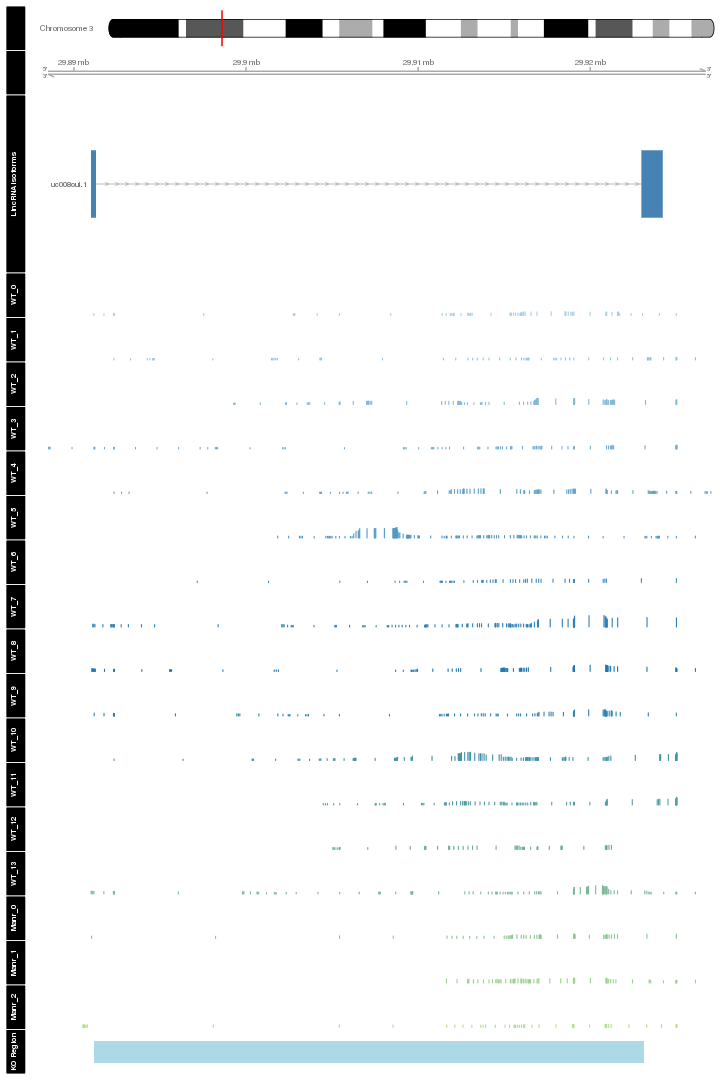 Chromosome 3
29.89 mb 29.9 mb 29.91 mb 29.92 mb
5' 3'
3' 5'
LincRNA Isoforms
uc008oul.1
WT_0
WT_1
WT_2
WT_3
WT_4
WT_5
WT_6
WT_7
WT_8
WT_9
WT_10
WT_11
WT_12
WT_13
Manr_0
Manr_1
Manr_2
KO Region